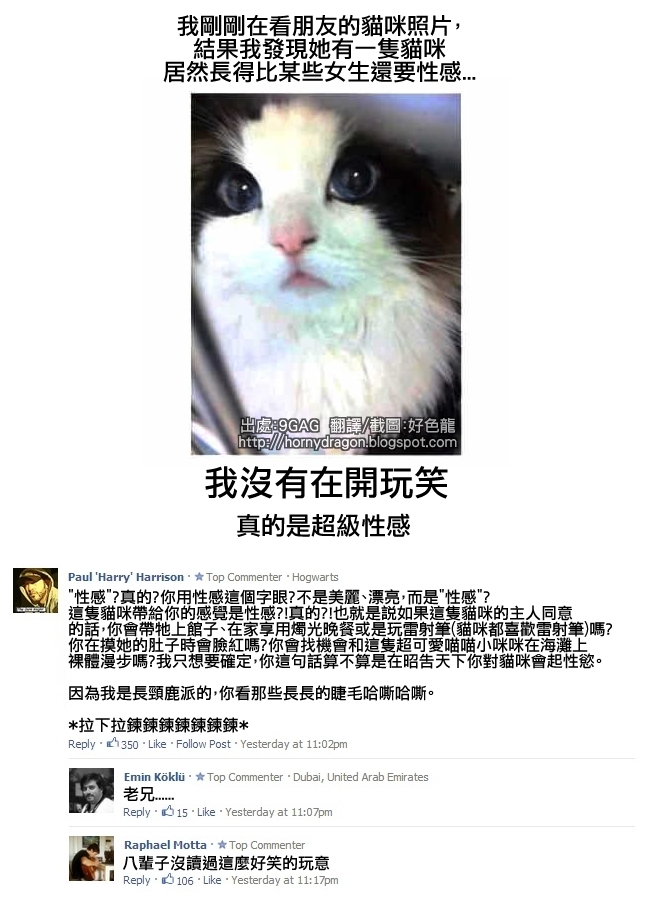 我剛剛在看朋友的貓咪照片，
結果我發現她有一隻貓咪
居然長得比某些女生還要性感...
出處:9GAG 翻譯/截圖:好色龍
http://hornydragon.blogspot.com
我沒有在開玩笑
真的是超級性感
Paul 'Harry' Harrison · Top Commenter · Hogwarts
"性感"?真的?你用性感這個字眼?不是美麗、漂亮，而是"性感"?
這隻貓咪帶給你的感覺是性感?!真的?!也就是說如果這隻貓咪的主人同意
的話，你會帶牠上館子、在家享用燭光晚餐或是玩雷射筆(貓咪都喜歡雷射筆)嗎?
你在摸她的肚子時會臉紅嗎?你會找機會和這隻超可愛喵喵小咪咪在海灘上
裸體漫步嗎?我只想要確定，你這句話算不算是在昭告天下你對貓咪會起性慾。
因為我是長頸鹿派的，你看那些長長的睫毛哈嘶哈嘶。
*拉下拉鍊鍊鍊鍊鍊鍊鍊*
Reply · 350 · Like · Follow Post · Yesterday at 11:02pm
Emin Köklü · Top Commenter · Dubai, United Arab Emirates
老兄......
Reply · 15 · Like · Yesterday at 11:07pm
Raphael Motta · Top Commenter
八輩子沒讀過這麼好笑的玩意
Reply · 106 · Like · Yesterday at 11:17pm